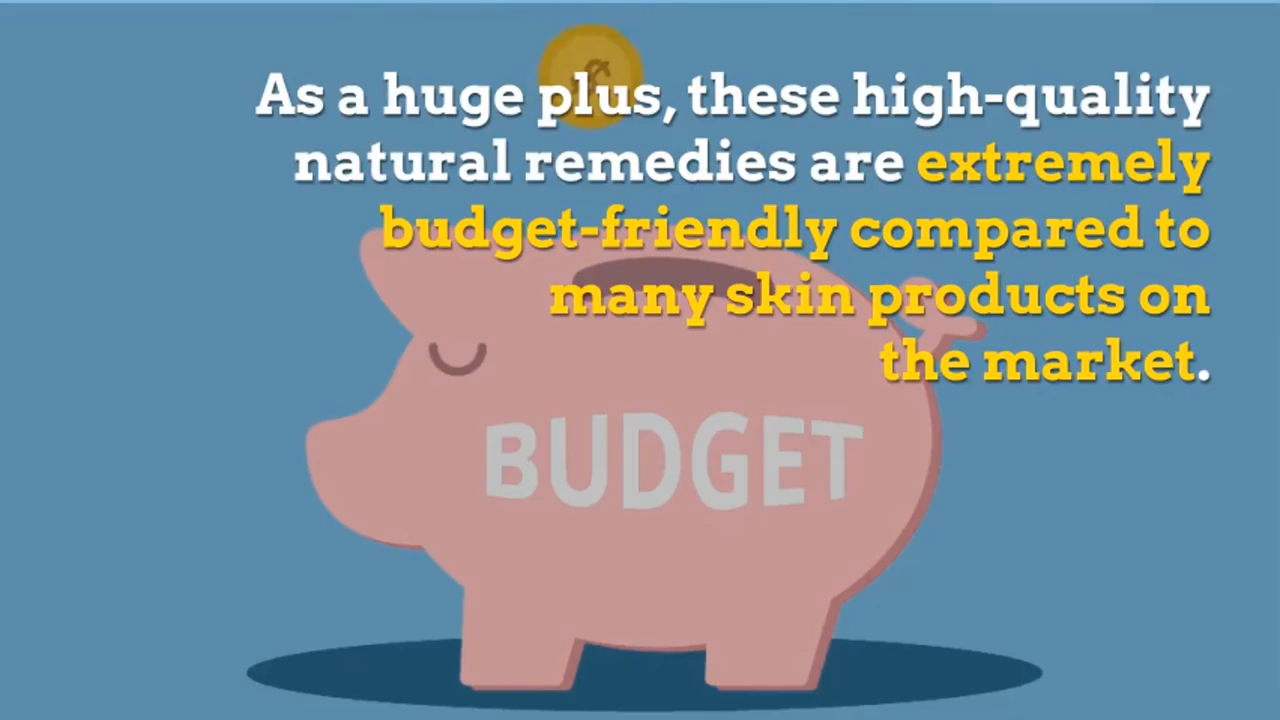 As a huge plus, these high-quality
natural remedies are extremely
budget-friendly compared to
many skin products on
the market.
BUDGET